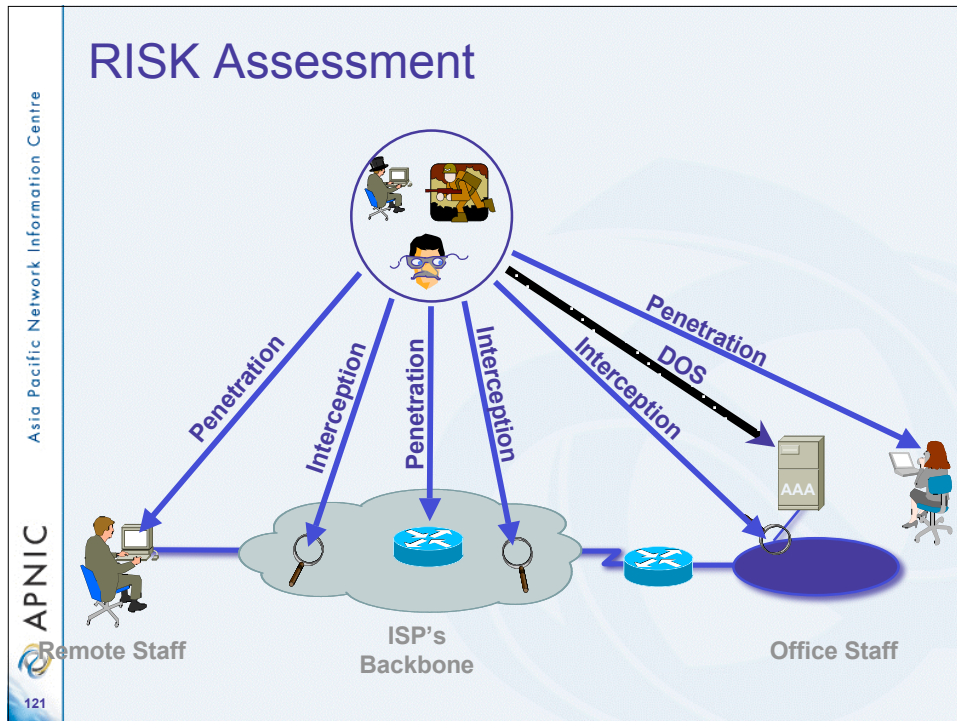 RISK Assessment
Asia Pacific Network Information Centre
Penetration
Interception
Penetration
Interception
Interception
DOS
Penetration
AAA
APNIC
Remote Staff
ISP's
Backbone
Office Staff
121